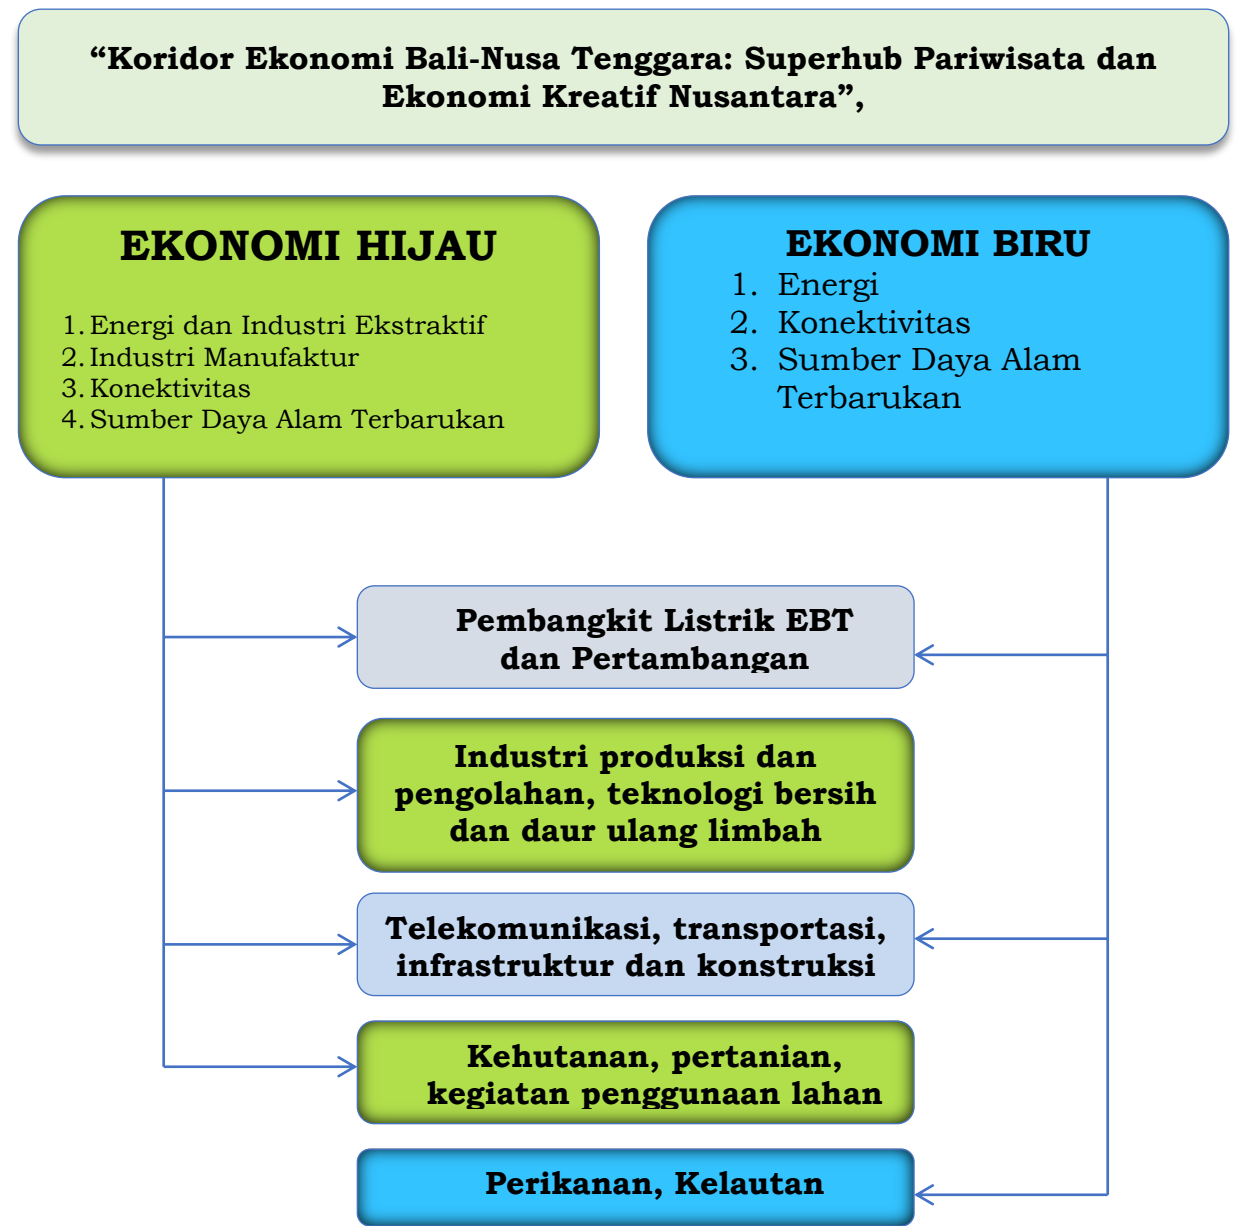 “Koridor Ekonomi Bali-Nusa Tenggara: Superhub Pariwisata dan
Ekonomi Kreatif Nusantara”,
EKONOMI HIJAU
1. Energi dan Industri Ekstraktif
2. Industri Manufaktur
3. Konektivitas
4. Sumber Daya Alam Terbarukan
EKONOMI BIRU
1. Energi
2. Konektivitas
3. Sumber Daya Alam
Terbarukan
Pembangkit Listrik EBT
dan Pertambangan
Industri produksi dan
pengolahan, teknologi bersih
dan daur ulang limbah
Telekomunikasi, transportasi,
infrastruktur dan konstruksi
Kehutanan, pertanian,
kegiatan penggunaan lahan
Perikanan, Kelautan